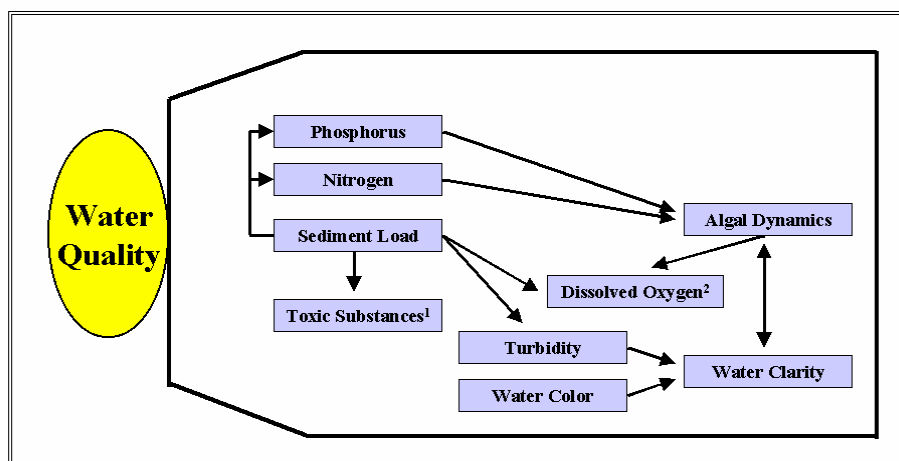 Water
Quality
Phosphorus
Nitrogen
Sediment Load
Toxic Substances¹
Algal Dynamics
Dissolved Oxygen²
Turbidity
Water Color
Water Clarity